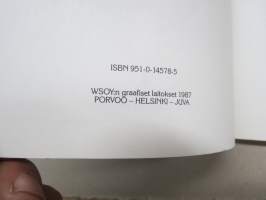 ISBN 951-0-14578-5
WSOY:n graafiset laitokset 1987
PORVOO – HELSINKI – JUVA